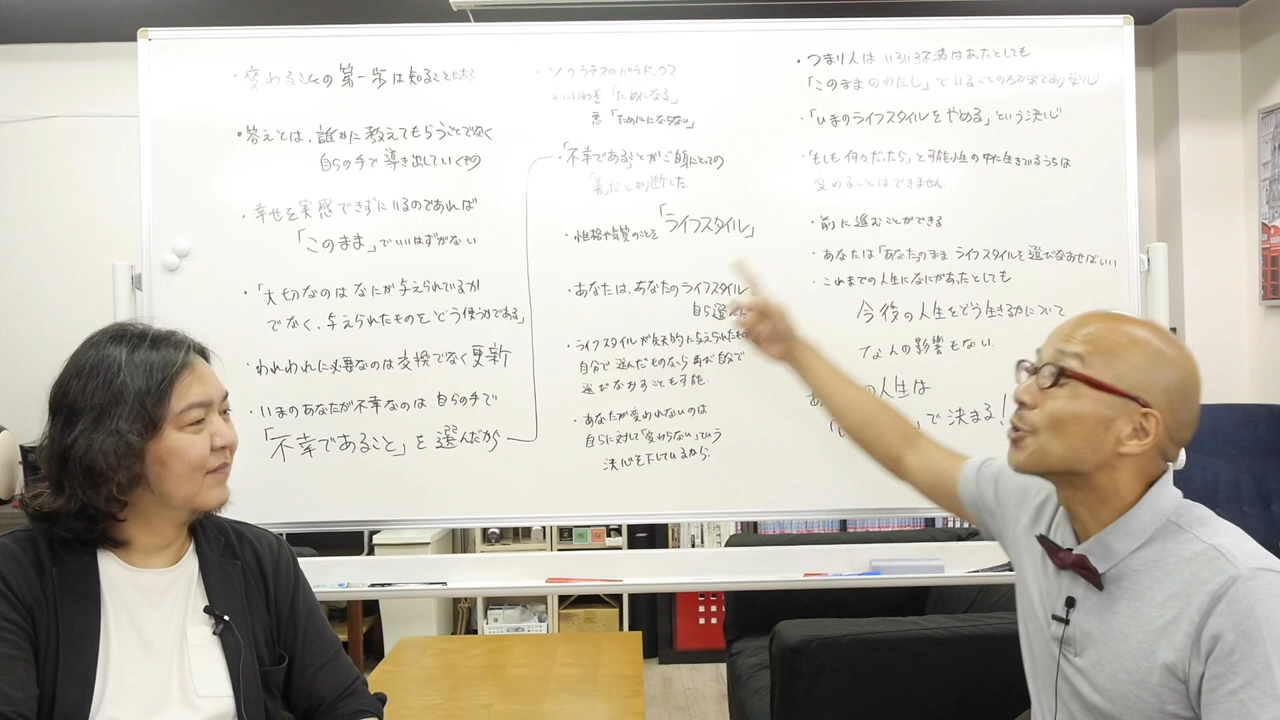 ・変わることの第一歩は知ることにある
・答えとは、誰かに教えてもらうことでなく
自らの手で導き出していくもの
・幸せを実感できずにいるのであれば
「このまま」でいいはずがない
・「大切なのはなにが与えられているか
でなく、与えられたものをどう使うかである」
・われわれに必要なのは交換でなく更新
・いまのあなたが不幸なのは自らの手で
「不幸であること」を選んだから
・ソクラテスのパラドックス
「ためになる」
悪「ためにならない」
・「不幸であること」がご自身にとっての
「善」だと判断した
・性格や気質のことを「ライフスタイル」
・あなたは、あなたのライフスタイル
自ら選んだ
・ライフスタイルが先天的に与えられたもの
自分で選んだものなら再び自分で
選びなおすことも可能
・あなたが変われないのは
自らに対して「変わらない」という
決心を下しているから。
・つまり人はいろいろ不満はあったとしても
「このままのわたし」でいることのほうが楽であり、安心
・「いまのライフスタイルをやめる」という決心
・「もしも何々だったら」と可能性の中に生きているうちは
変わることはできません
・前に進むことができる
・あなたは「あなた」のままライフスタイルを選びなおせばいい
・これまでの人生になにがあったとしても
今後の人生をどう生きるかについて
なんの影響もない
の人生は
で決まる!